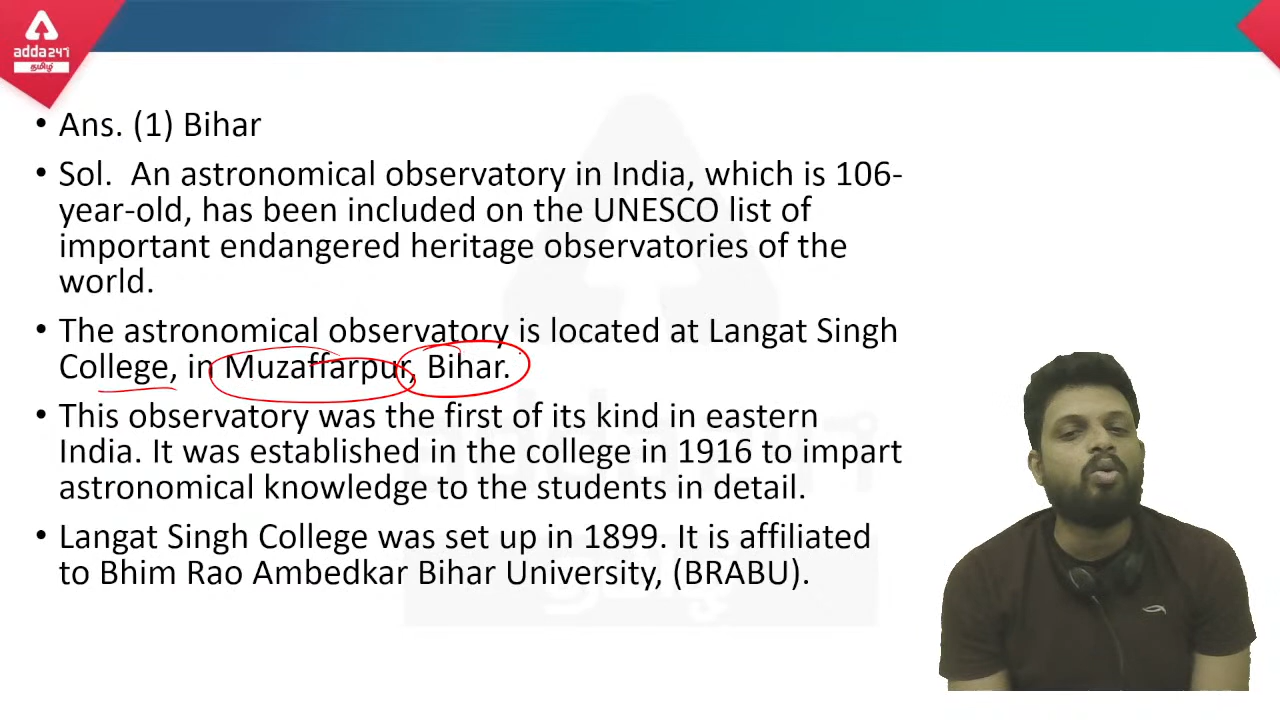 adda247
தமிழ்
• Ans. (1) Bihar
• Sol.  An astronomical observatory in India, which is 106-
year-old, has been included on the UNESCO list of
important endangered heritage observatories of the
world.
• The astronomical observatory is located at Langat Singh
College, in Muzaffarpur, Bihar.
• This observatory was the first of its kind in eastern
India. It was established in the college in 1916 to impart
astronomical knowledge to the students in detail.
• Langat Singh College was set up in 1899. It is affiliated
to Bhim Rao Ambedkar Bihar University, (BRABU).
adda247
தமிழ்